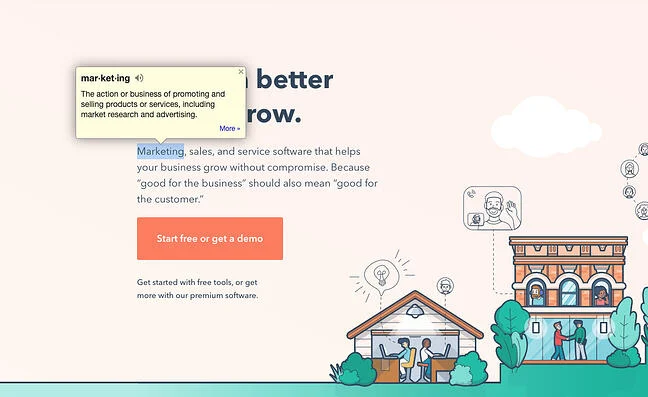 better
row.
mar·ket·ing
The action or business of promoting and
selling products or services, including
market research and advertising.
More »
Marketing, sales, and service software that helps
your business grow without compromise. Because
“good for the business” should also mean “good for
the customer.”
Start free or get a demo
Get started with free tools, or get
more with our premium software.